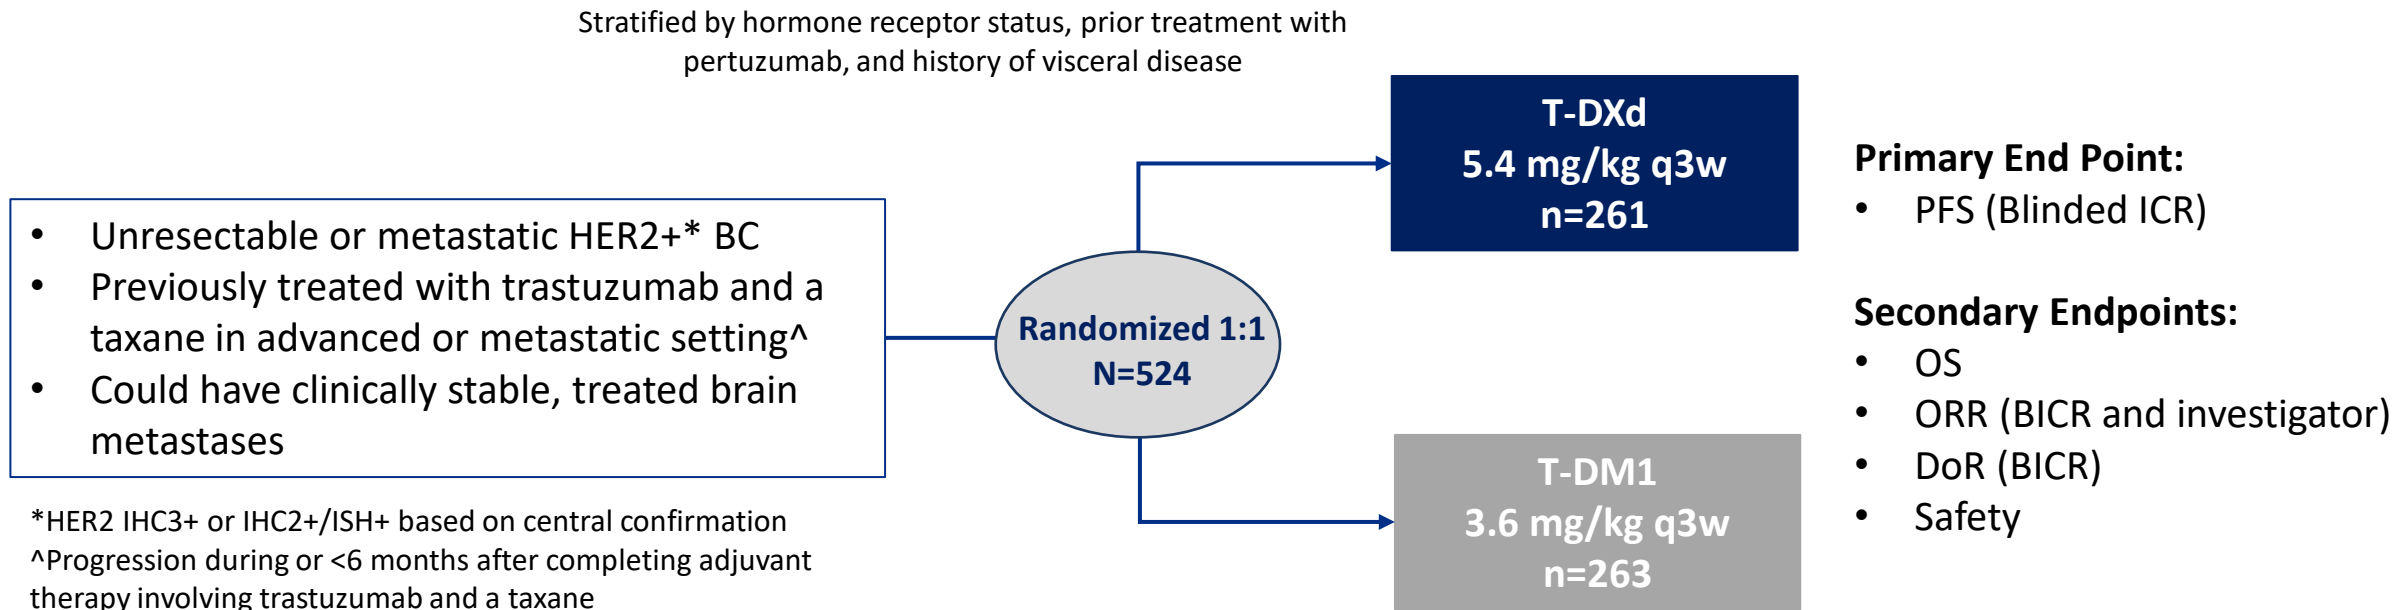 Stratified by hormone receptor status, prior treatment with
pertuzumab, and history of visceral disease
• Unresectable or metastatic HER2+* BC
• Previously treated with trastuzumab and a
taxane in advanced or metastatic setting^
• Could have clinically stable, treated brain
metastases
*HER2 IHC3+ or IHC2+/ISH+ based on central confirmation
^Progression during or <6 months after completing adjuvant
therapy involving trastuzumab and a taxane
Randomized 1:1
N=524
T-DXd
5.4 mg/kg q3w
n=261
T-DM1
3.6 mg/kg q3w
n=263
Primary End Point:
• PFS (Blinded ICR)
Secondary Endpoints:
• OS
• ORR (BICR and investigator)
• DoR (BICR)
• Safety